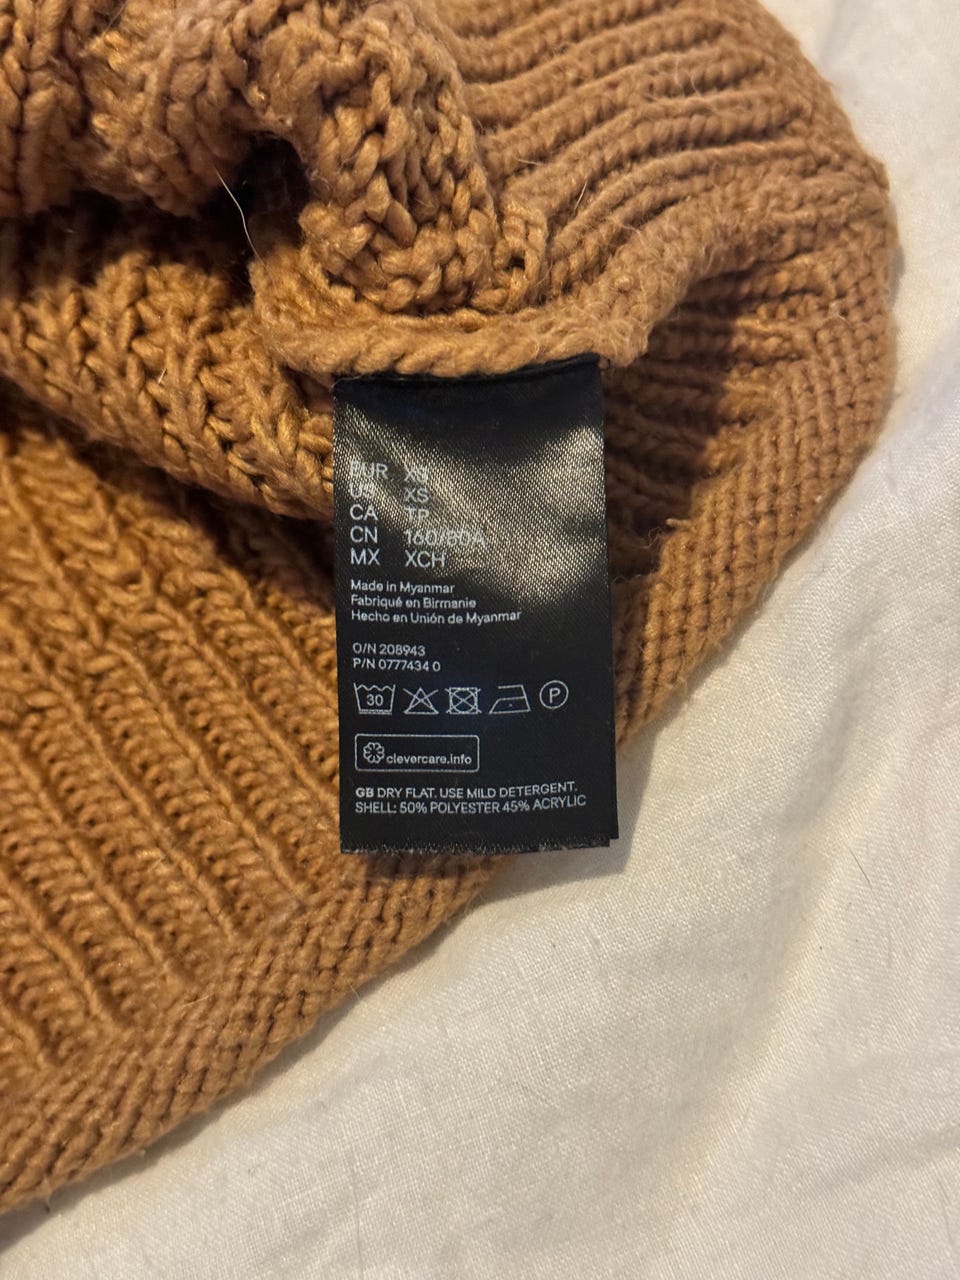 EUR XS
US XS
CA TP
CN 160/80A
MX XCH
Made in Myanmar
Fabriqué en Birmanie
Hecho en Unión de Myanmar
O/N 208943
P/N 0777434 0
30 P
clevercare.info
GB DRY FLAT. USE MILD DETERGENT.
SHELL: 50% POLYESTER 45% ACRYLIC